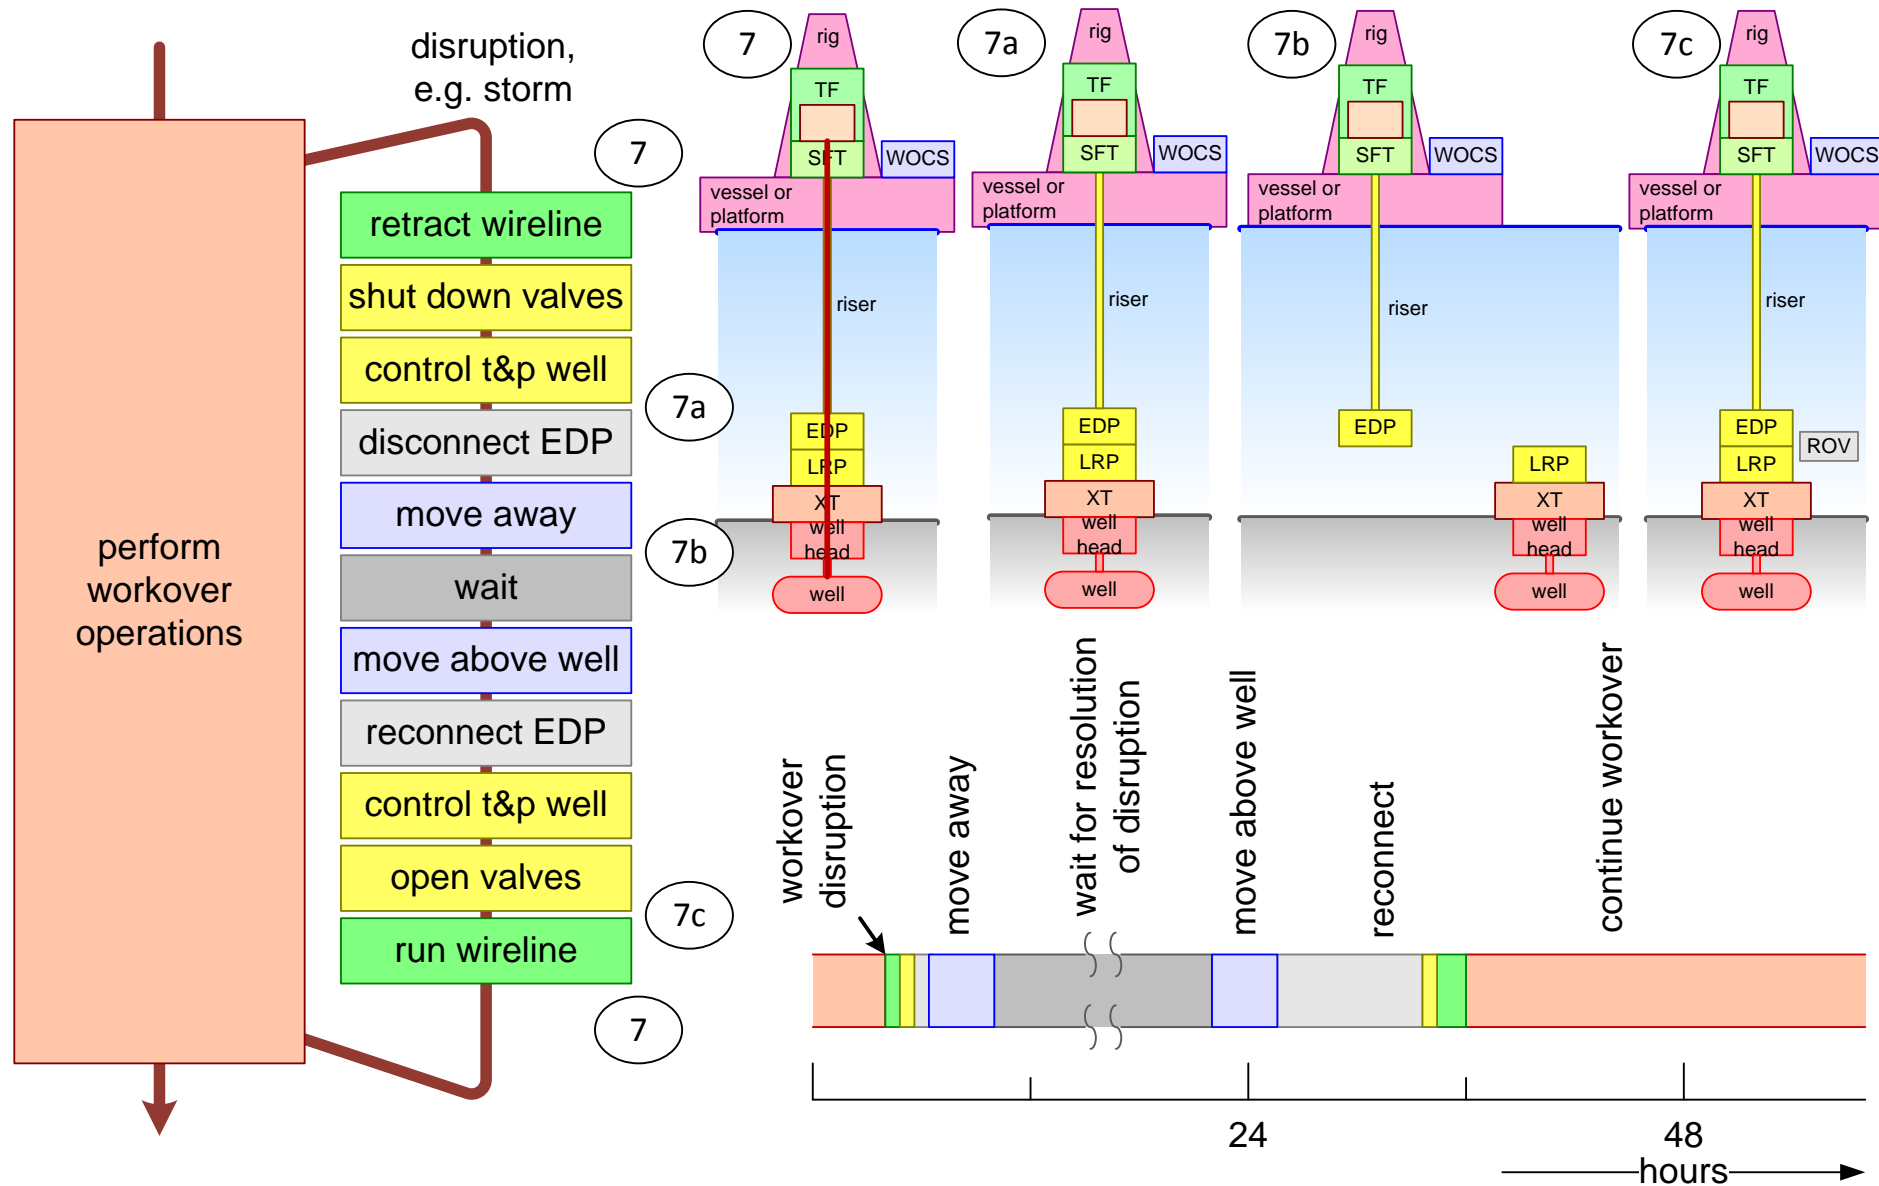 disruption,
e.g. storm
perform
workover
operations
7
retract wireline
shut down valves
control t&p well
7a
disconnect EDP
move away
7b
wait
move above well
reconnect EDP
control t&p well
open valves
7c
run wireline
7
7
rig
TF
SFT
WOCS
vessel or
platform
riser
EDP
LRP
XT
well
head
well
7a
rig
TF
SFT
WOCS
vessel or
platform
riser
EDP
LRP
XT
well
head
well
7b
rig
TF
SFT
WOCS
vessel or
platform
riser
EDP
LRP
XT
well
head
well
7c
rig
TF
SFT
WOCS
vessel or
platform
riser
EDP
ROV
LRP
XT
well
head
well
workover
disruption
move away
wait for resolution
of disruption
move above well
reconnect
continue workover
24
48
hours